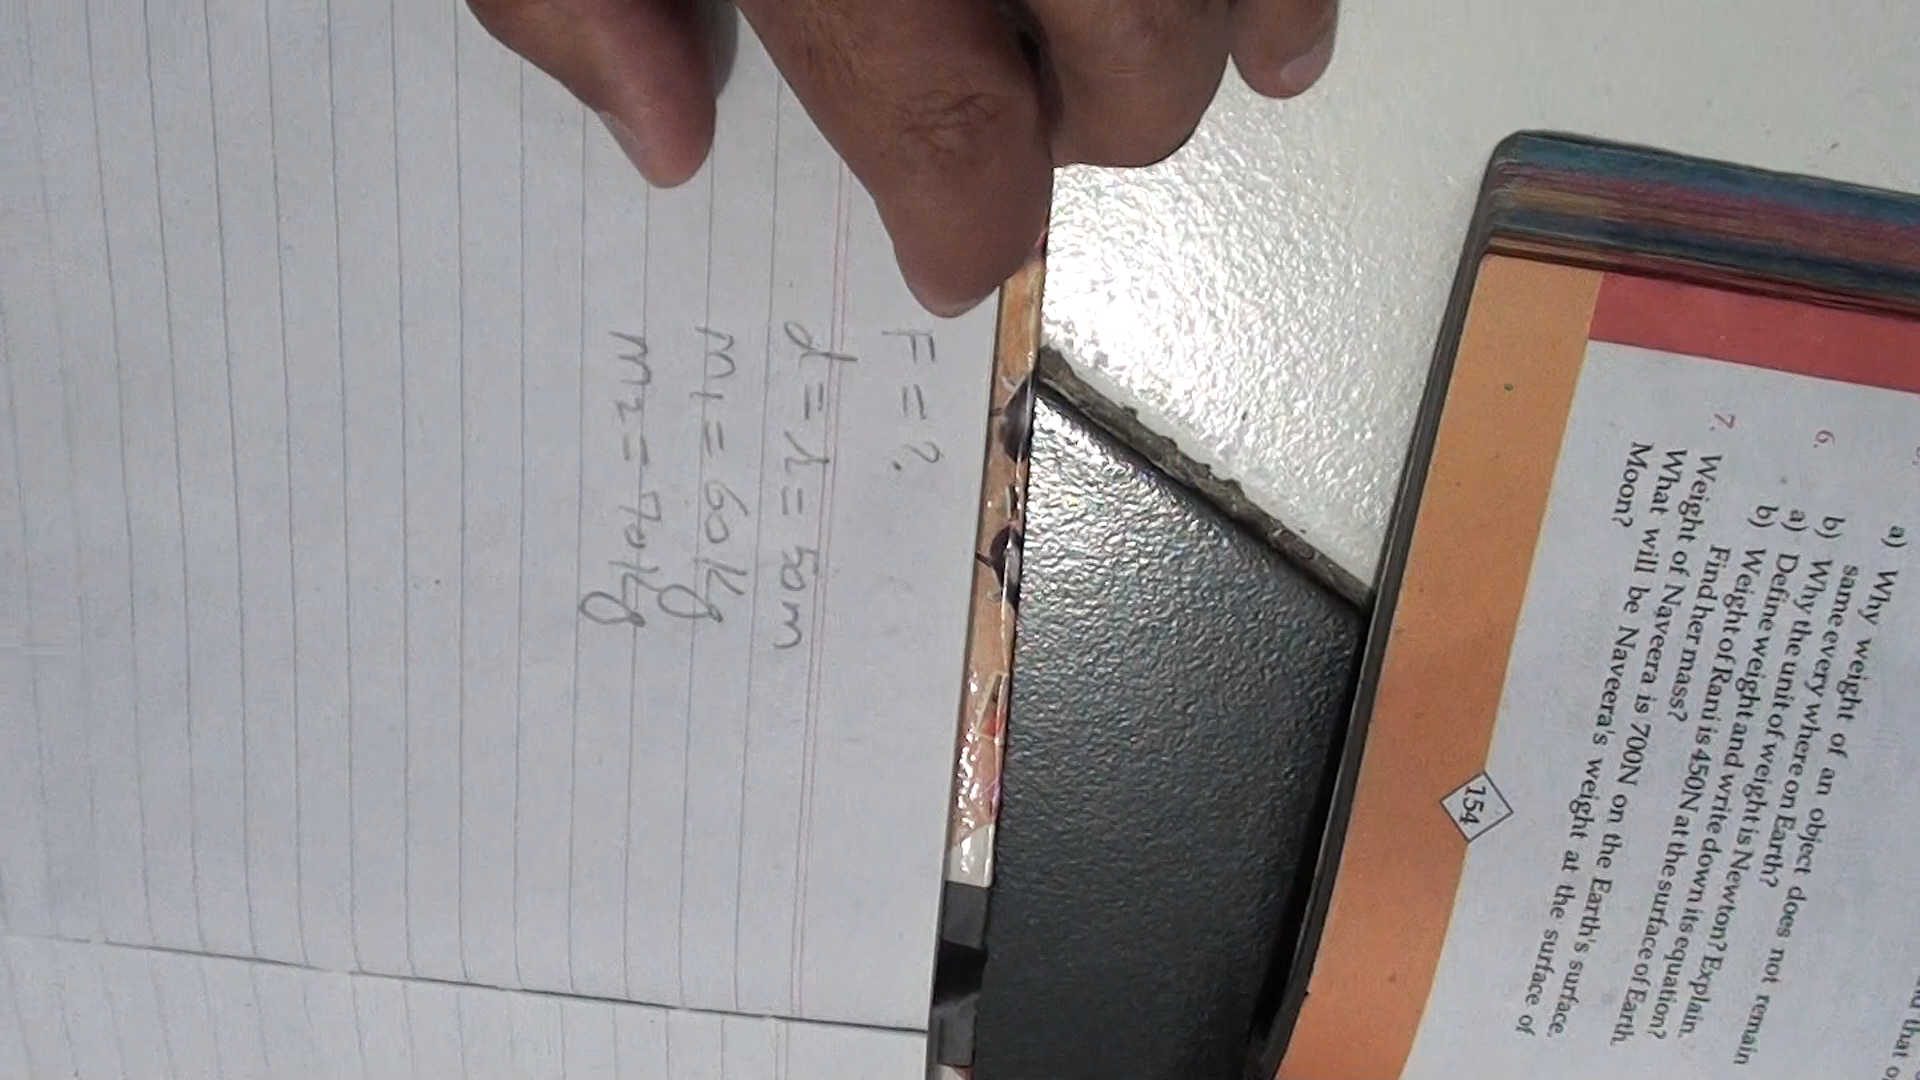 F = ?
d = r = 50m
m1 = 60kg
m2 = 70kg
a) Why weight of an object does not remain
same every where on Earth?
b) Why the unit of weight is Newton? Explain.
6. a) Define weight and write down its equation?
b) Weight of Rani is 450N at the surface of Earth.
Find her mass?
7. Weight of Naveera is 700N on the Earth's surface.
What will be Naveera's weight at the surface of
Moon?
154